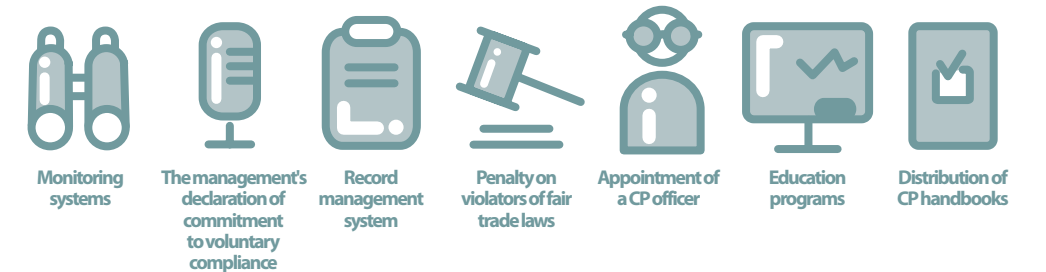 Monitoring
systems
The management's
declaration of
commitment
to voluntary
compliance
Record
management
system
Penalty on
violators of fair
trade laws
Appointment of
a CP officer
Education
programs
Distribution of
CP handbooks